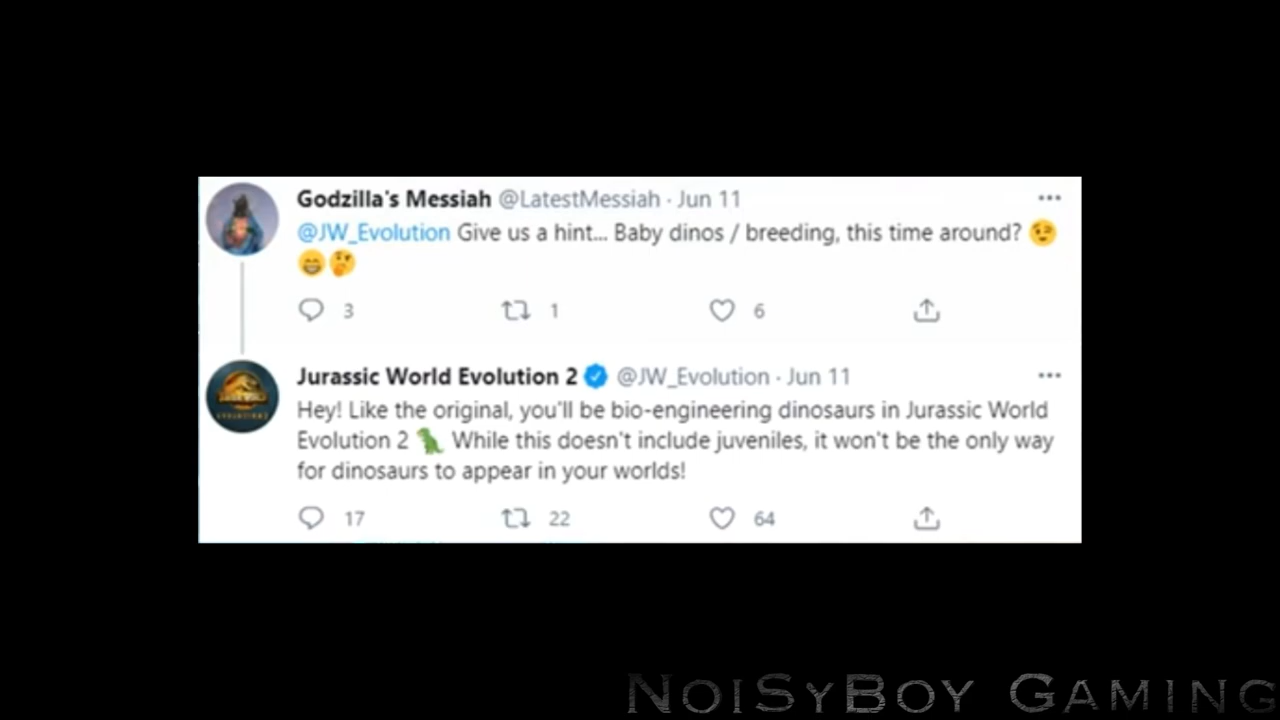 Godzilla's Messiah @LatestMessiah · Jun 11
@JW_Evolution Give us a hint... Baby dinos / breeding, this time around? 😉
😁🤔
3 1 6
Jurassic World Evolution 2 @JW_Evolution · Jun 11
Hey! Like the original, you'll be bio-engineering dinosaurs in Jurassic World
Evolution 2 🦖 While this doesn't include juveniles, it won't be the only way
for dinosaurs to appear in your worlds!
17 22 64
NoiSyBoy Gaming